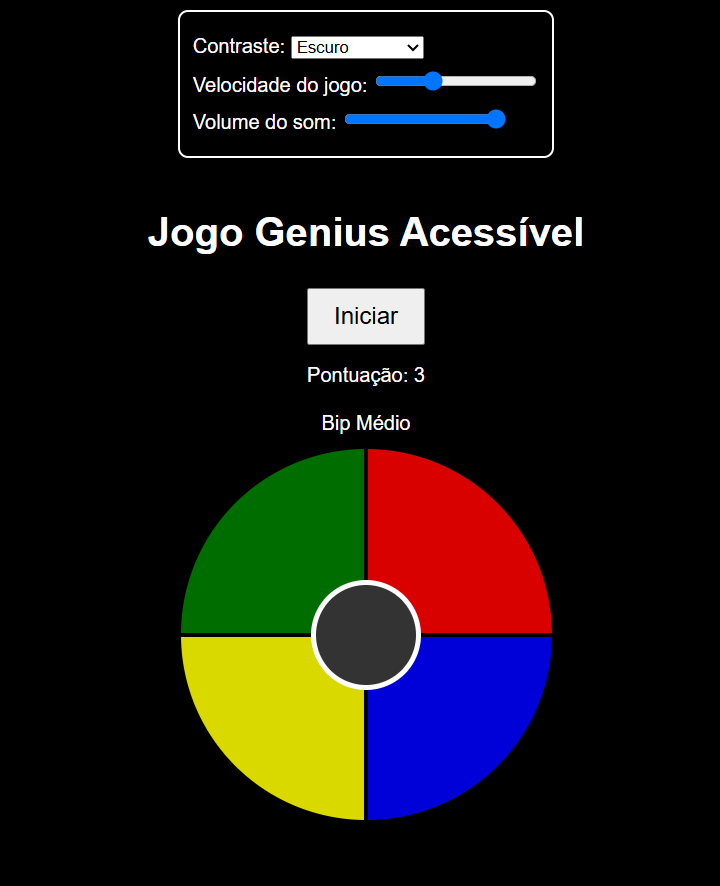 Contraste: Escuro
Velocidade do jogo:
Volume do som:
Jogo Genius Acessível
Iniciar
Pontuação: 3
Bip Médio